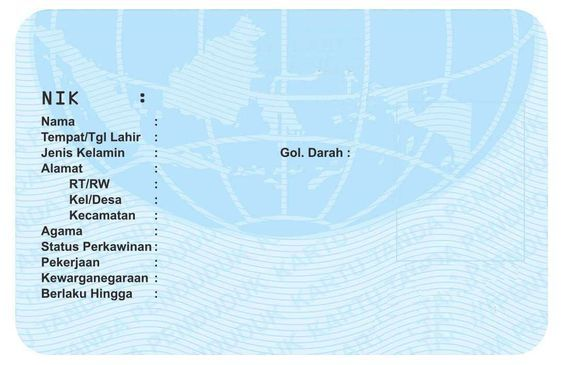 NIK :
Nama :
Tempat/Tgl Lahir :
Jenis Kelamin : Gol. Darah :
Alamat :
RT/RW :
Kel/Desa :
Kecamatan :
Agama :
Status Perkawinan :
Pekerjaan :
Kewarganegaraan :
Berlaku Hingga :